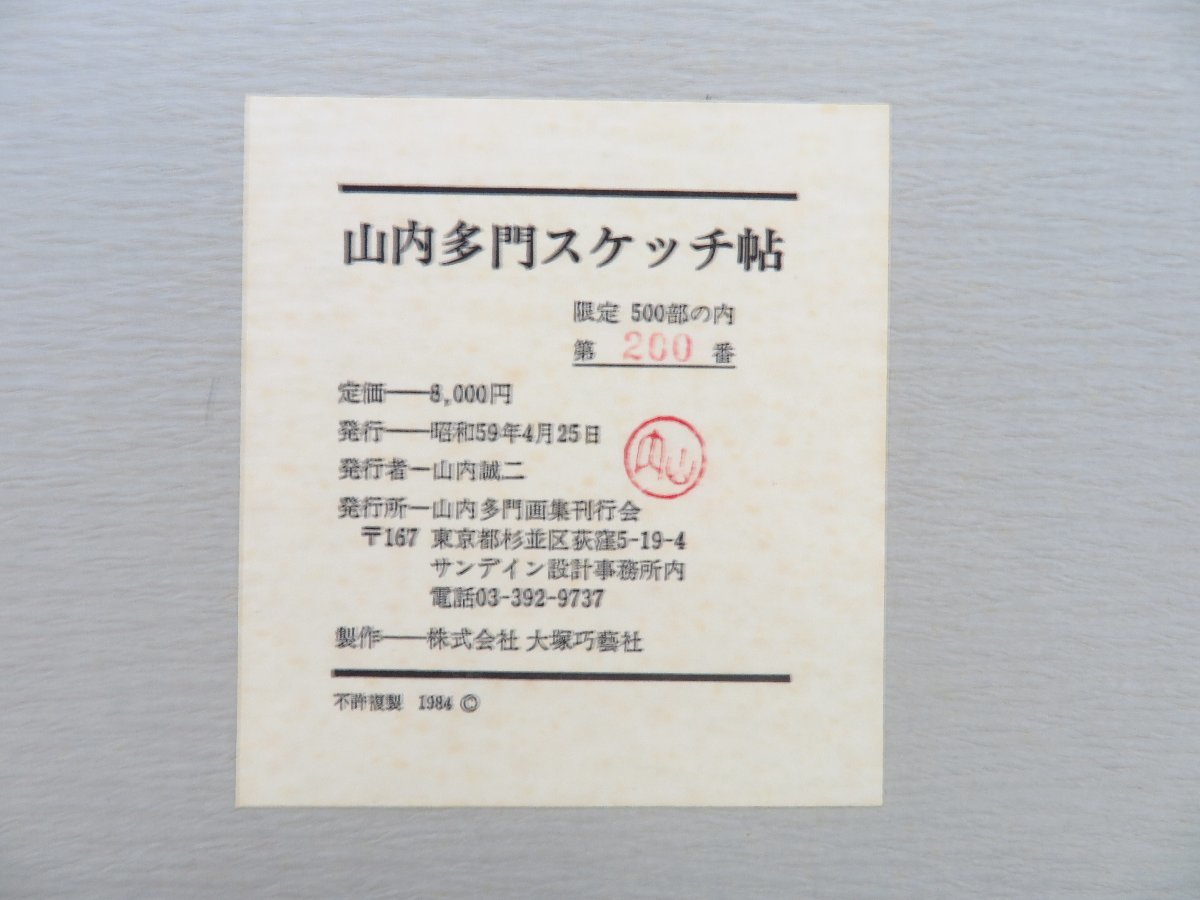 山内多門スケッチ帖
限定 500部の内
第 200 番
定価──8,000円
発行──昭和59年4月25日
発行者─山内誠二
発行所─山内多門画集刊行会
〒167 東京都杉並区荻窪5-19-4
サンデイン設計事務所内
電話03-392-9737
製作──株式会社 大塚巧藝社
不許複製 1984 ©
山内